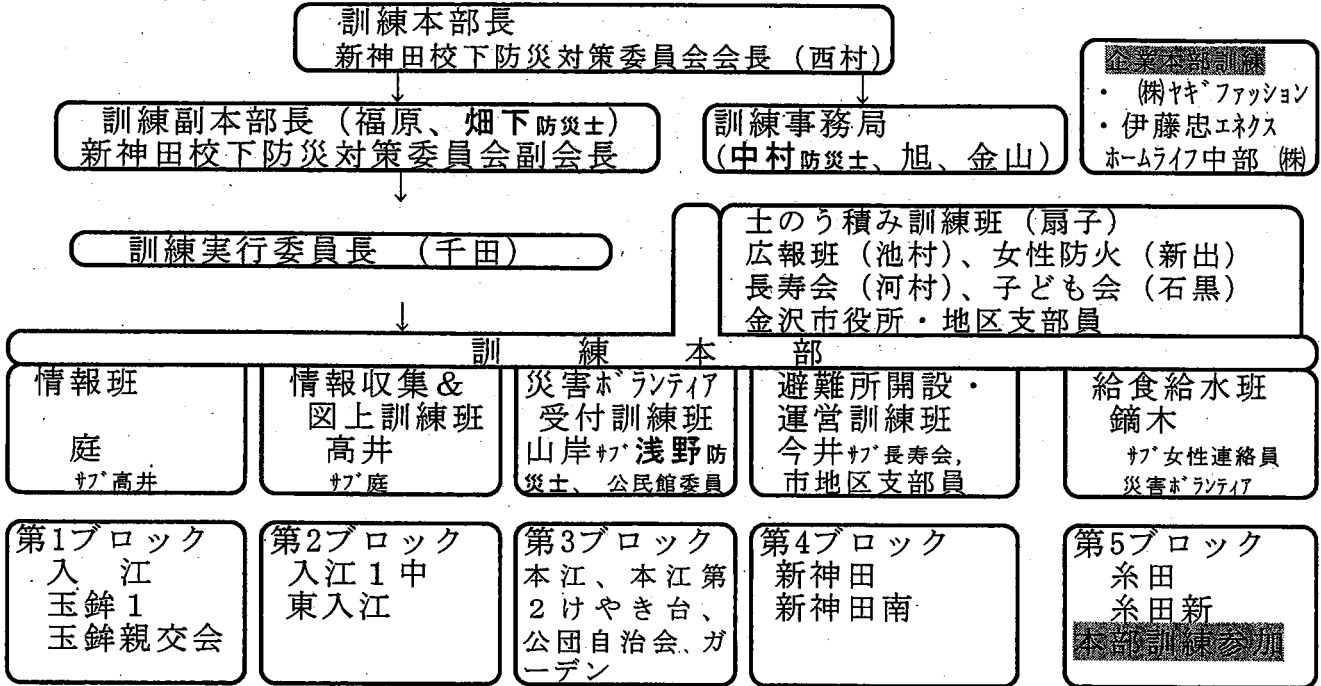 訓練本部長
新神田校下防災対策委員会会長（西村）
企業本部訓練
・ ㈱ヤギファッション
・伊藤忠エネクス
ホームライフ中部 ㈱
訓練副本部長（福原、畑下防災士）
新神田校下防災対策委員会副会長
訓練事務局
（中村防災士、旭、金山）
訓練実行委員長 （千田）
土のう積み訓練班（扇子）
広報班（池村）、女性防火（新出）
長寿会（河村）、子ども会（石黒）
金沢市役所・地区支部員
訓 練 本 部
情報班
庭
サブ高井
情報収集＆
図上訓練班
高井
サブ庭
災害ボランティア
受付訓練班
山岸サブ浅野防
災士、公民館委員
避難所開設・
運営訓練班
今井サブ長寿会,
市地区支部員
給食給水班
鏑木
サブ女性連絡員
災害ボランティア
第1ブロック
入 江
玉鉾1
玉鉾親交会
第2ブロック
入江1中
東入江
第3ブロック
本江、本江第
2けやき台、
公団自治会、ガ
ーデン
第4ブロック
新神田
新神田南
第5ブロック
糸田
糸田新
本部訓練参加